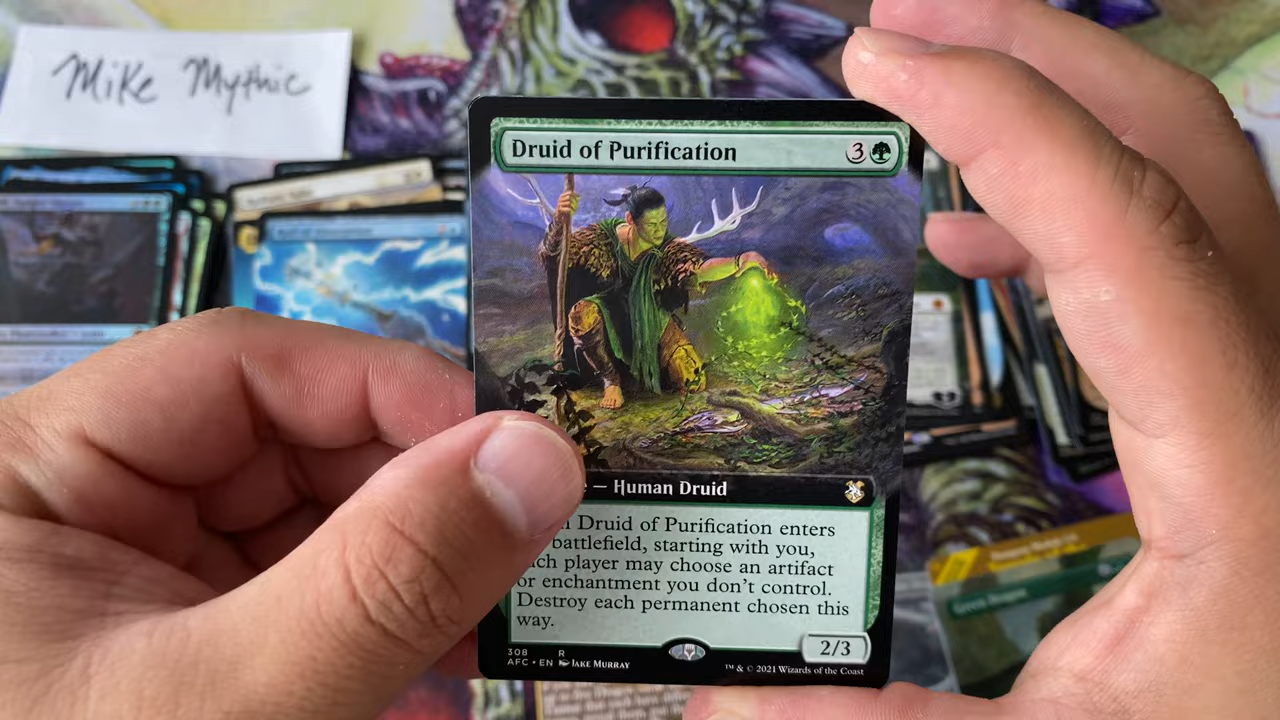 Mike Mythic
Druid of Purification 3
— Human Druid
Druid of Purification enters
battlefield, starting with you,
player may choose an artifact
or enchantment you don't control.
Destroy each permanent chosen this
way.
2/3
308 R
AFC • EN Jake Murray
™ & © 2021 Wizards of the Coast